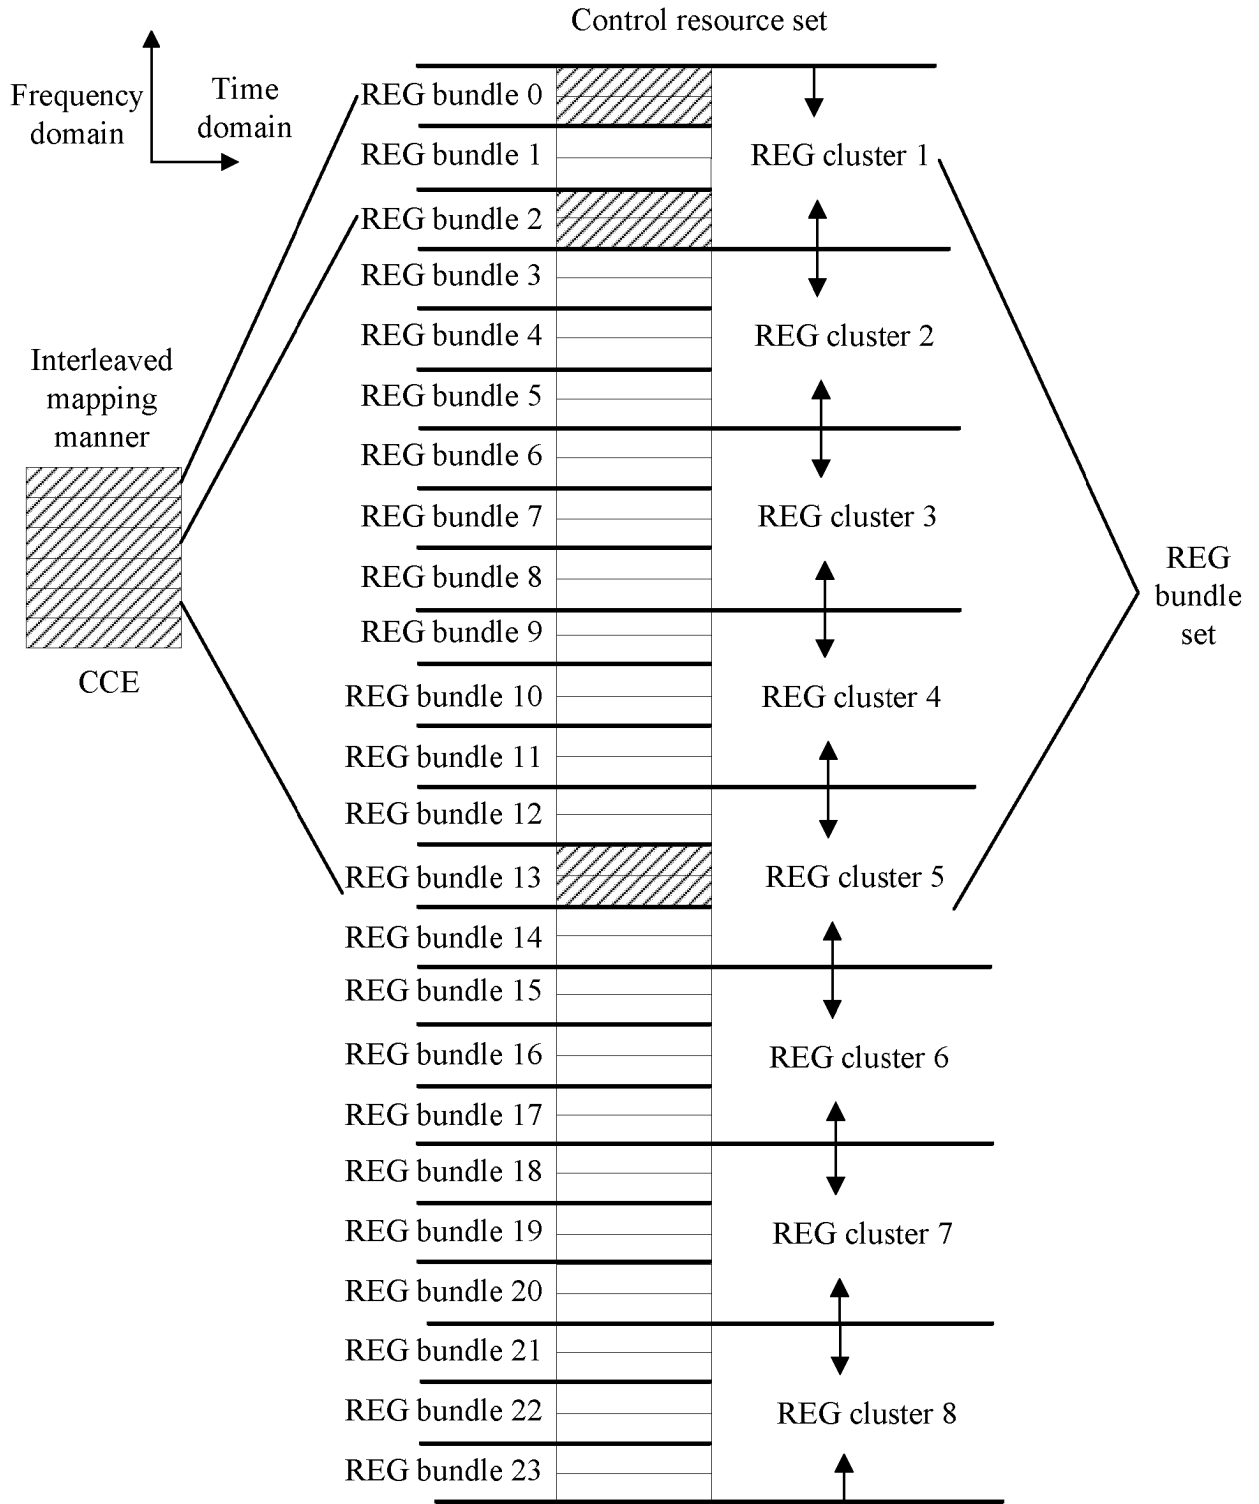 Control resource set
Frequency
domain
Time
domain
REG bundle 0
REG bundle 1
REG cluster 1
REG bundle 2
REG bundle 3
REG bundle 4
REG cluster 2
REG bundle 5
REG bundle 6
REG bundle 7
REG cluster 3
REG bundle 8
REG bundle 9
REG bundle 10
REG cluster 4
REG bundle 11
REG bundle 12
REG bundle 13
REG cluster 5
REG bundle 14
REG bundle 15
REG bundle 16
REG cluster 6
REG bundle 17
REG bundle 18
REG bundle 19
REG cluster 7
REG bundle 20
REG bundle 21
REG bundle 22
REG cluster 8
REG bundle 23
Interleaved
mapping
manner
CCE
REG
bundle
set